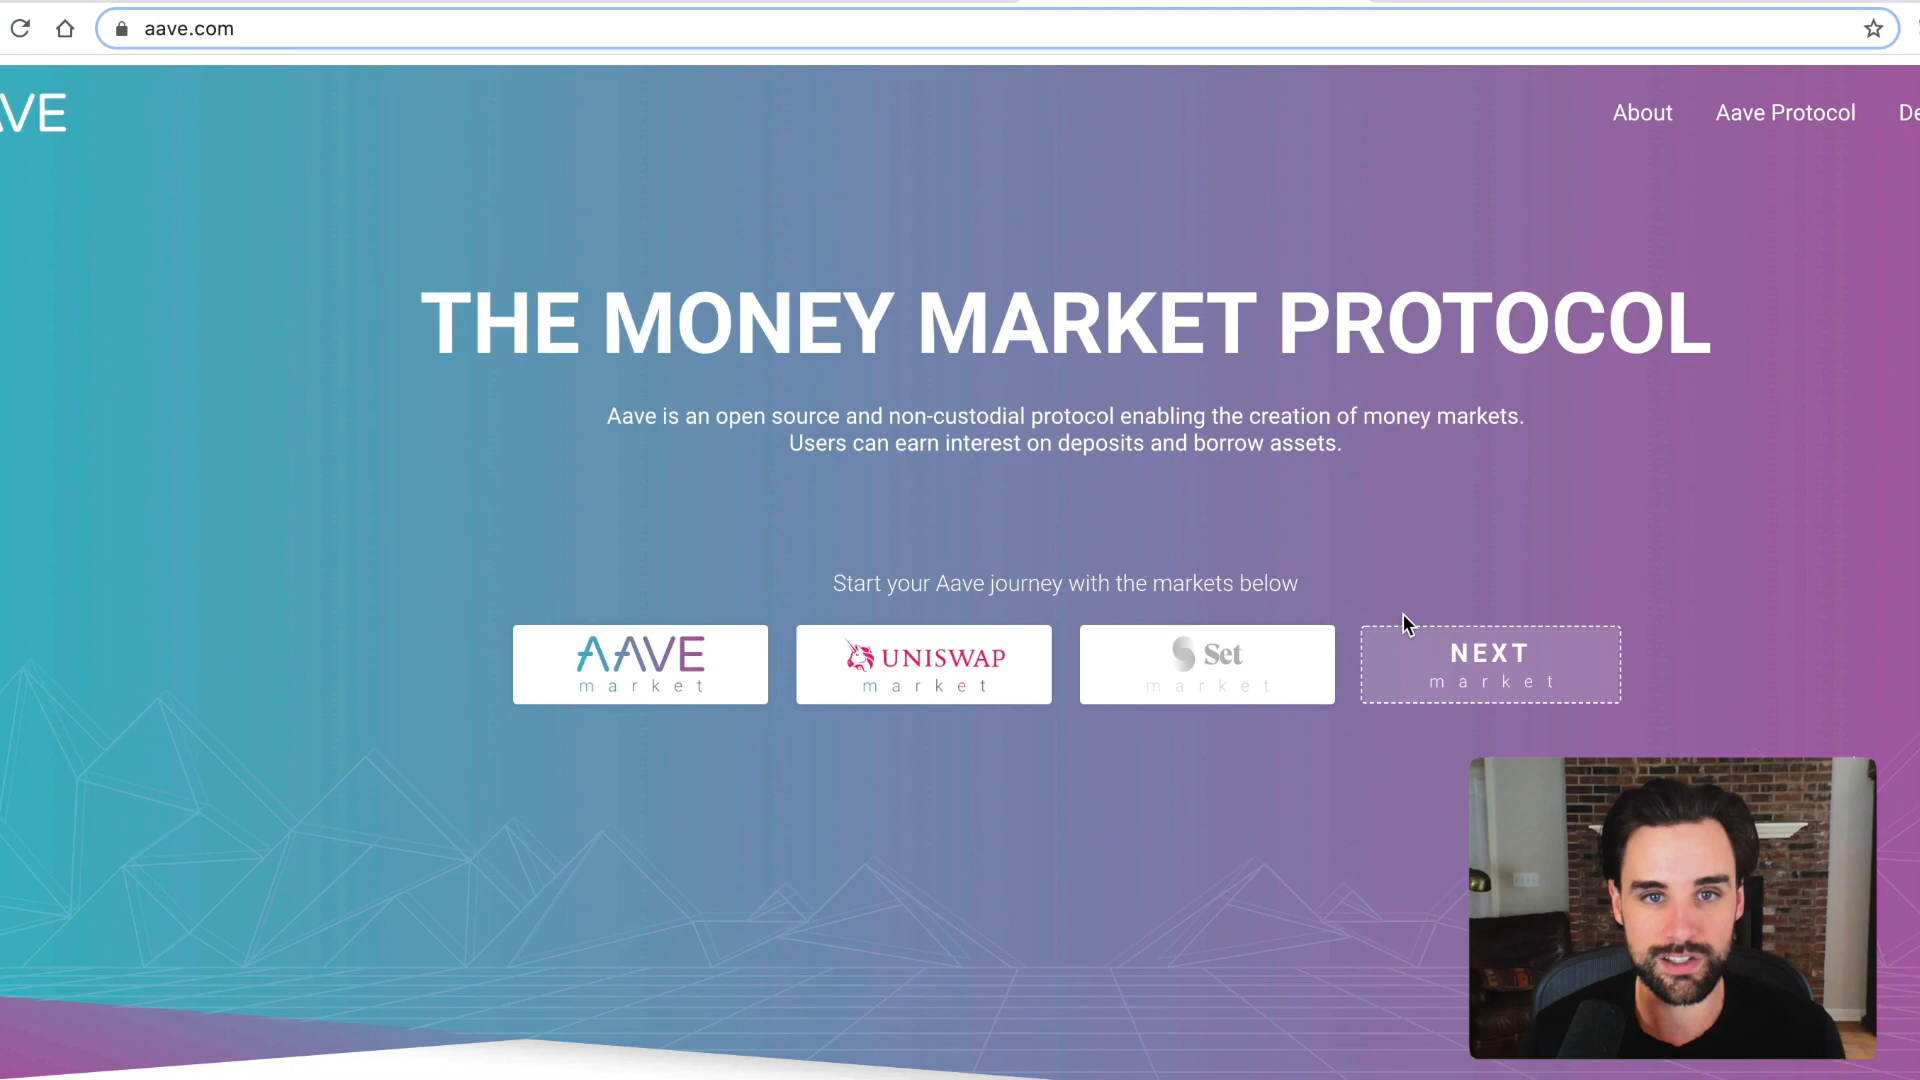 aave.com
AVE
About
Aave Protocol
De
THE MONEY MARKET PROTOCOL
Aave is an open source and non-custodial protocol enabling the creation of money markets.
Users can earn interest on deposits and borrow assets.
Start your Aave journey with the markets below
AAVE
market
UNISWAP
market
Set
market
NEXT
market